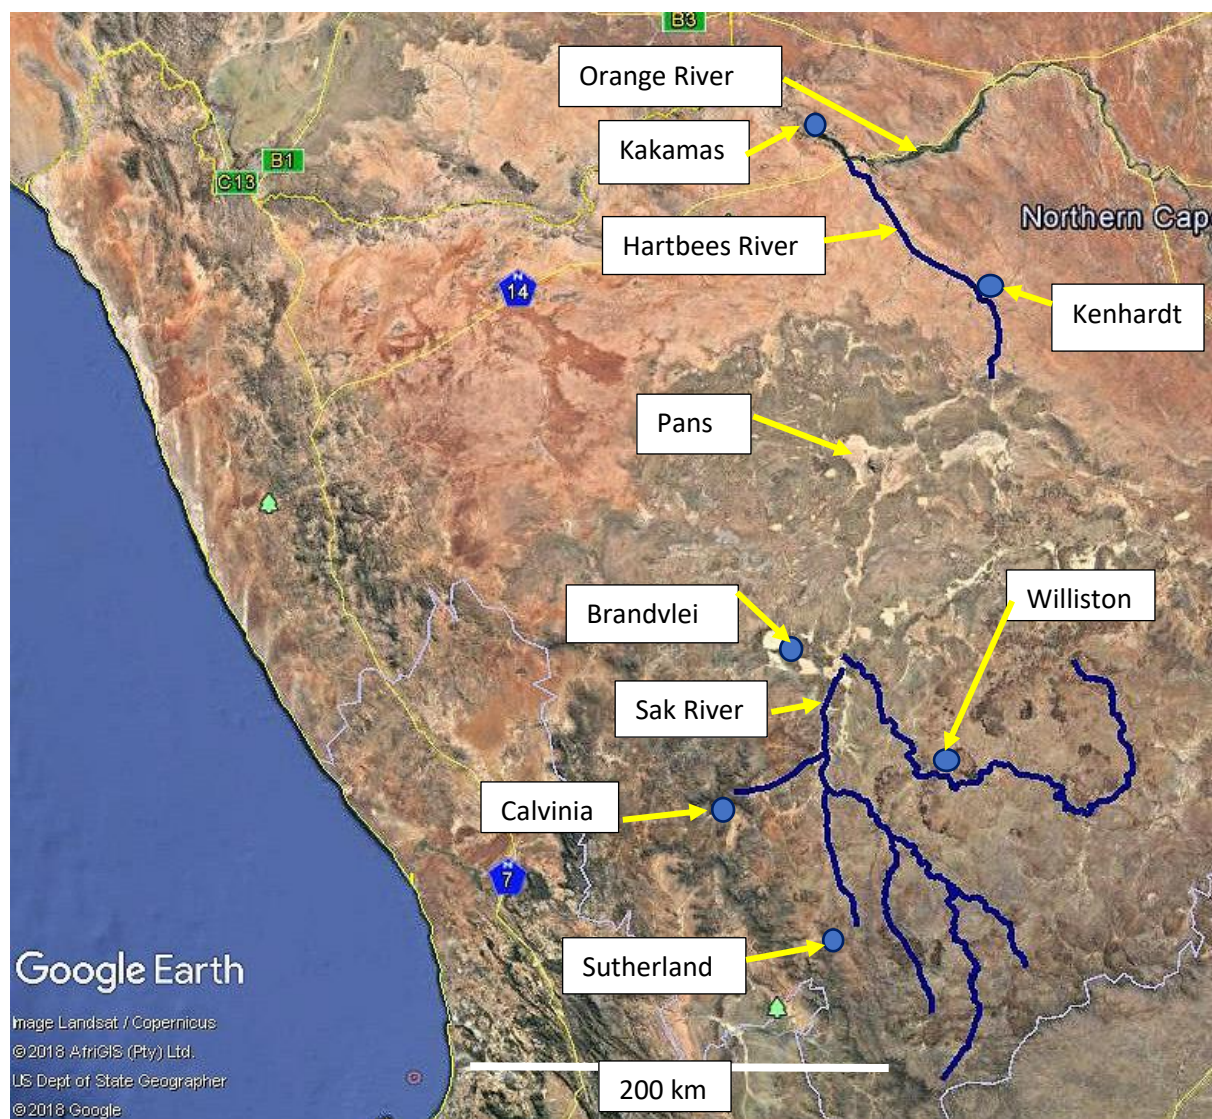 B3
Orange River
Kakamas
B1
C13
Northern Cap
Hartbees River
14
Kenhardt
Pans
Williston
Brandvlei
Sak River
Calvinia
7
Sutherland
Google Earth
Image Landsat / Copernicus
©2018 AfriGIS (Pty) Ltd.
US Dept of State Geographer
©2018 Google
200 km